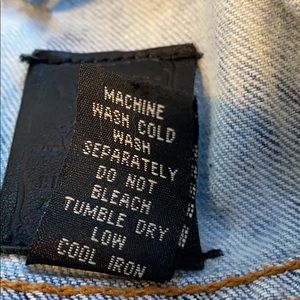 MACHINE
WASH COLD
WASH
SEPARATELY
DO NOT
BLEACH
TUMBLE DRY
LOW
COOL IRON